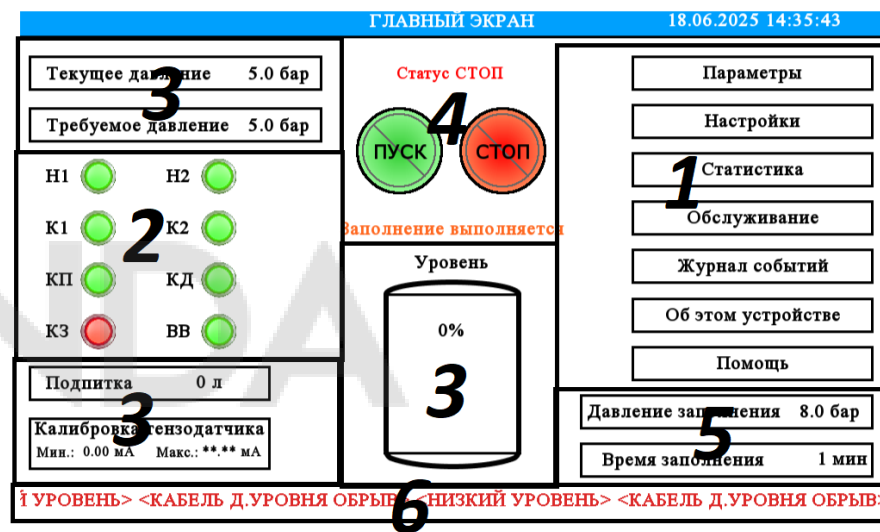 ГЛАВНЫЙ ЭКРАН 18.06.2025 14:35:43
Текущее давление 5.0 бар
Требуемое давление 5.0 бар
3
Н1 Н2
К1 К2
КП КД
КЗ ВВ
2
Подпитка 0 л
Калибровка тензодатчика
Мин.: 0.00 мА Макс.: **.** мА
3
Статус СТОП
ПУСК СТОП
4
Заполнение выполняется
Уровень
0%
3
Параметры
Настройки
Статистика
1
Обслуживание
Журнал событий
Об этом устройстве
Помощь
Давление заполнения 8.0 бар
5
Время заполнения 1 мин
Й УРОВЕНЬ> <КАБЕЛЬ Д.УРОВНЯ ОБРЫВ> <НИЗКИЙ УРОВЕНЬ> <КАБЕЛЬ Д.УРОВНЯ ОБРЫВ>
6